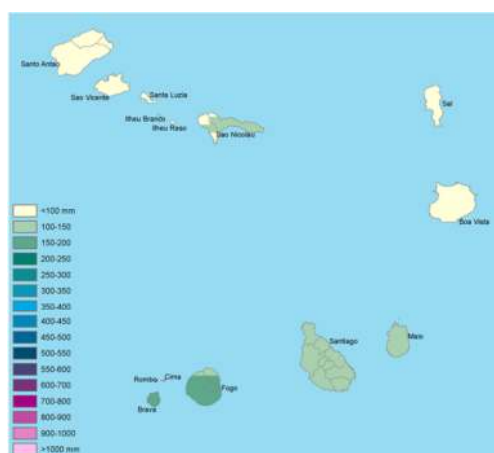 Santo Antao
Sao Vicente
Santa Luzia
Ilheu Branco
Ilheu Raso
Sao Nicolau
Sal
Boa Vista
<100 mm
100-150
150-200
200-250
250-300
300-350
350-400
400-450
450-500
500-550
550-600
600-700
700-800
800-900
900-1000
>1000 mm
Santiago
Maio
Rombo
Cima
Fogo
Brava